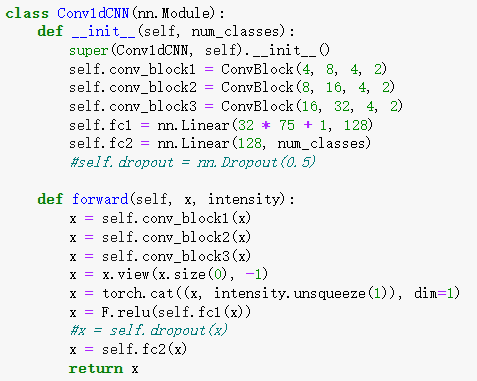 class Conv1dCNN(nn.Module):
    def __init__(self, num_classes):
        super(Conv1dCNN, self).__init__()
        self.conv_block1 = ConvBlock(4, 8, 4, 2)
        self.conv_block2 = ConvBlock(8, 16, 4, 2)
        self.conv_block3 = ConvBlock(16, 32, 4, 2)
        self.fc1 = nn.Linear(32 * 75 + 1, 128)
        self.fc2 = nn.Linear(128, num_classes)
        #self.dropout = nn.Dropout(0.5)

    def forward(self, x, intensity):
        x = self.conv_block1(x)
        x = self.conv_block2(x)
        x = self.conv_block3(x)
        x = x.view(x.size(0), -1)
        x = torch.cat((x, intensity.unsqueeze(1)), dim=1)
        x = F.relu(self.fc1(x))
        #x = self.dropout(x)
        x = self.fc2(x)
        return x